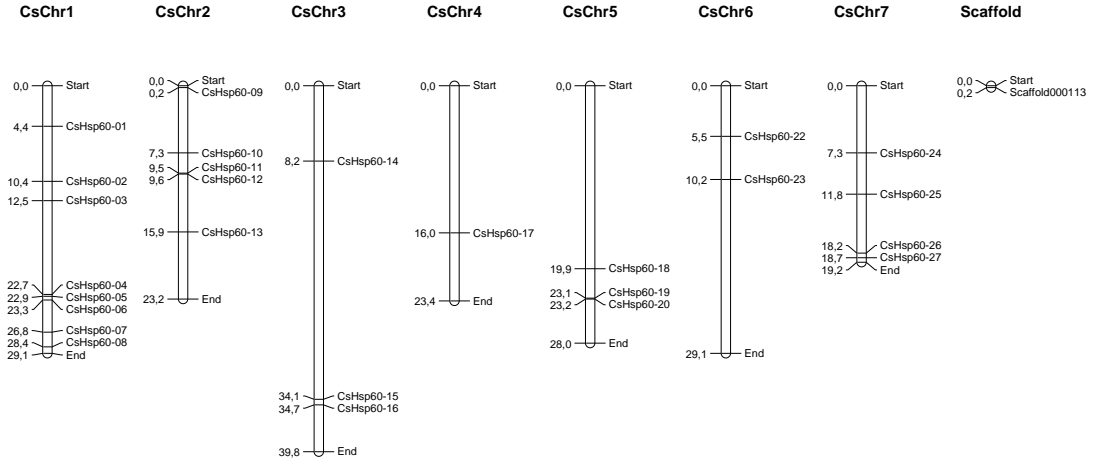 CsChr1 CsChr2 CsChr3 CsChr4 CsChr5 CsChr6 CsChr7 Scaffold
0,0 Start
4,4 CsHsp60-01
10,4 CsHsp60-02
12,5 CsHsp60-03
22,7 CsHsp60-04
22,9 CsHsp60-05
23,3 CsHsp60-06
26,8 CsHsp60-07
28,4 CsHsp60-08
29,1 End
0,0 Start
0,2 CsHsp60-09
7,3 CsHsp60-10
9,5 CsHsp60-11
9,6 CsHsp60-12
15,9 CsHsp60-13
23,2 End
0,0 Start
8,2 CsHsp60-14
34,1 CsHsp60-15
34,7 CsHsp60-16
39,8 End
0,0 Start
16,0 CsHsp60-17
23,4 End
0,0 Start
19,9 CsHsp60-18
23,1 CsHsp60-19
23,2 CsHsp60-20
28,0 End
0,0 Start
5,5 CsHsp60-22
10,2 CsHsp60-23
29,1 End
0,0 Start
7,3 CsHsp60-24
11,8 CsHsp60-25
18,2 CsHsp60-26
18,7 CsHsp60-27
19,2 End
0,0 Start
0,2 Scaffold000113